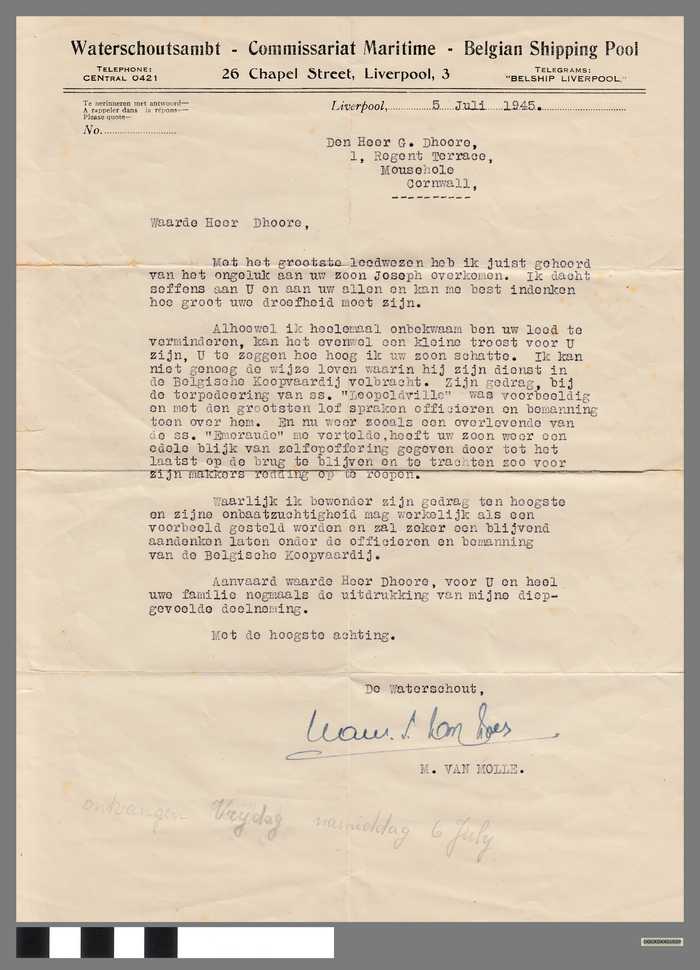 Waterschoutsambt - Commissariat Maritime - Belgian Shipping Pool
TELEPHONE:
CENTRAL 0421
26 Chapel Street, Liverpool, 3
TELEGRAMS:
"BELSHIP LIVERPOOL."
Te herinneren met antwoord—
A rappeler dans la répons—
Please quote—
No.
Liverpool, 5 Juli 1945.
Den Heer G. Dhoore,
1, Regent Terrace,
Mousehole
Cornwall,
----------
Waarde Heer Dhoore,
Met het grootste leedwezen heb ik juist gehoord
van het ongeluk aan uw zoon Joseph overkomen. Ik dacht
seffens aan U en aan uw allen en kan me best indenken
hoe groot uwe droefheid moet zijn.
Alhoewel ik heelemaal onbekwaam ben uw leed te
verminderen, kan het evenwel een kleine troost voor U
zijn, U te zeggen hoe hoog ik uw zoon schatte. Ik kan
niet genoeg de wijze loven waarin hij zijn dienst in
de Belgische Koopvaardij volbracht. Zijn gedrag, bij
de torpedeering van ss. "Leopoldville" was voorbeeldig
en met den grootsten lof spraken officieren en bemanning
toen over hem. En nu weer zooals een overlevende van
de ss. "Emeraude" me vertelde, heeft uw zoon weer een
edele blijk van zelfopoffering gegeven door tot het
laatst op de brug te blijven en te trachten zoo voor
zijn makkers redding op te roepen.
Waarlijk ik bewonder zijn gedrag ten hoogste
en zijne onbaatzuchtigheid mag werkelijk als een
voorbeeld gesteld worden en zal zeker een blijvend
aandenken laten onder de officieren en bemanning
van de Belgische Koopvaardij.
Aanvaard waarde Heer Dhoore, voor U en heel
uwe familie nogmaals de uitdrukking van mijne diep-
gevoelde deelneming.
Met de hoogste achting.
De Waterschout,
M. VAN MOLLE.
ontvangen Vrydag namiddag 6 July